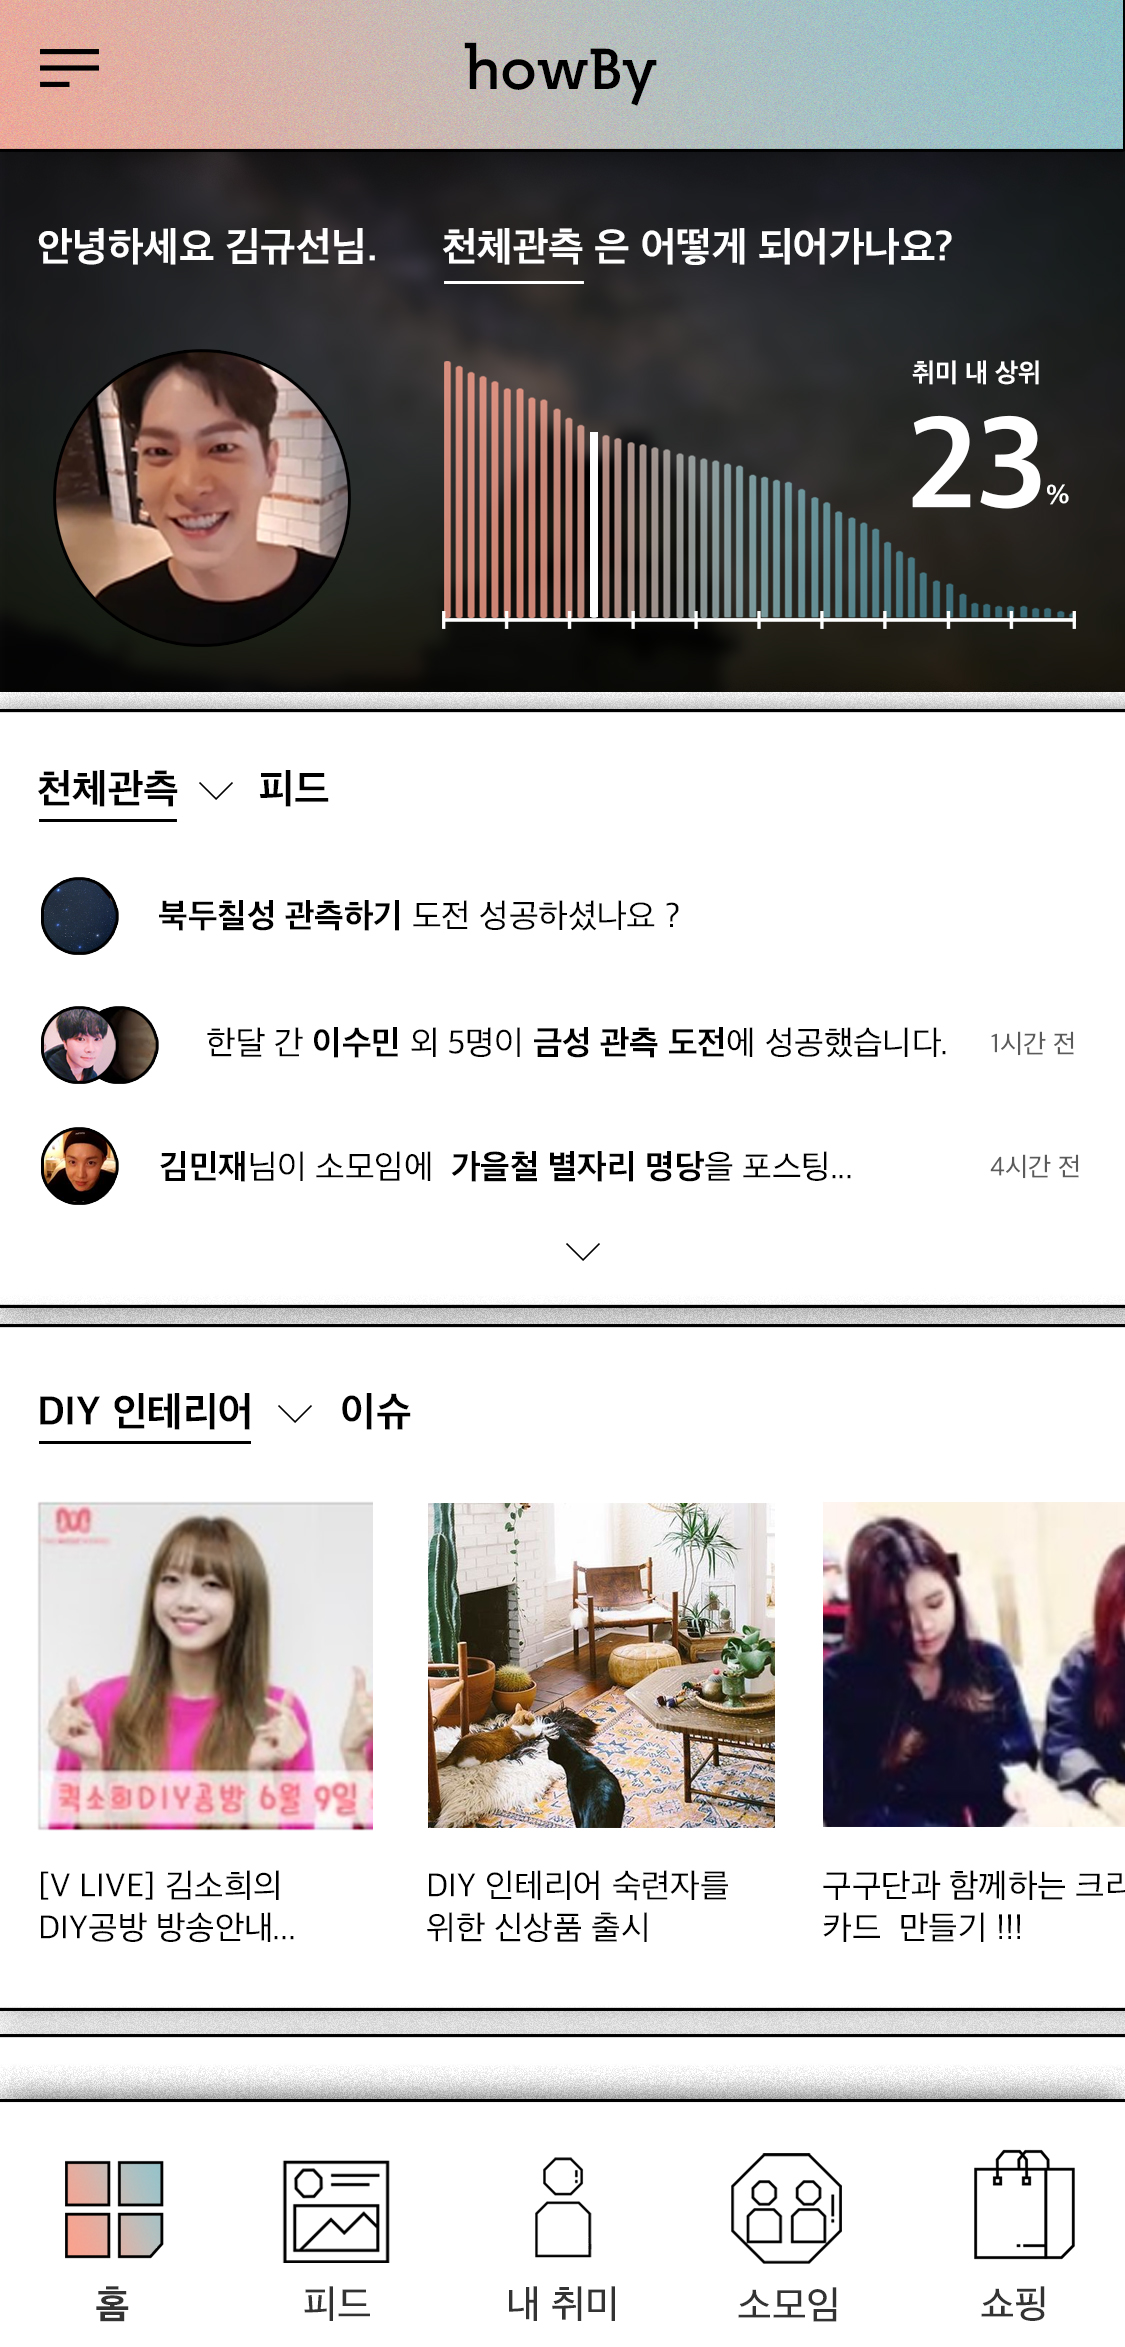 howBy
안녕하세요 김규선님.
천체관측 은 어떻게 되어가나요?
취미 내 상위
23%
천체관측 피드
북두칠성 관측하기 도전 성공하셨나요 ?
한달 간 이수민 외 5명이 금성 관측 도전에 성공했습니다. 1시간 전
김민재님이 소모임에 가을철 별자리 명당을 포스팅... 4시간 전
DIY 인테리어 이슈
퀵소희DIY공방 6월 9일
[V LIVE] 김소희의
DIY공방 방송안내...
DIY 인테리어 숙련자를
위한 신상품 출시
구구단과 함께하는 크리
카드 만들기 !!!
홈
피드
내 취미
소모임
쇼핑